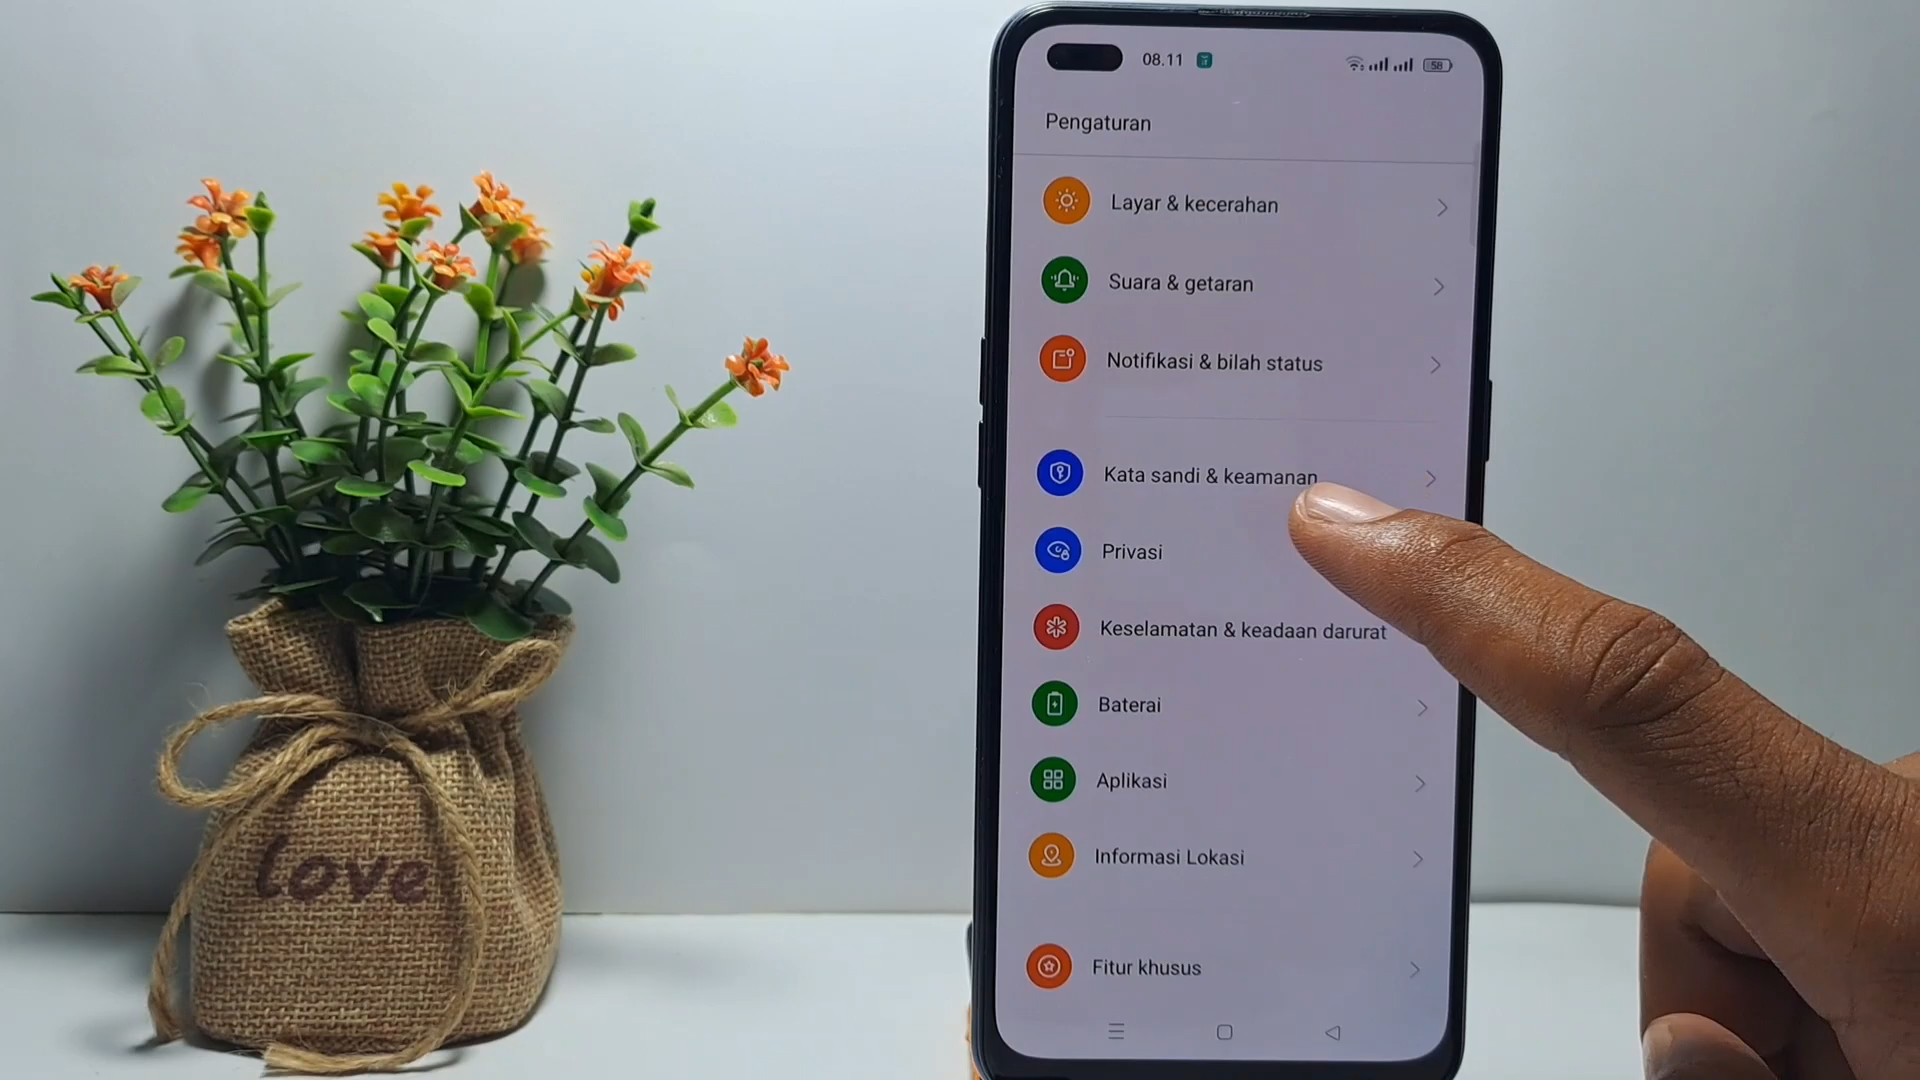 08.11
58
Pengaturan
Layar & kecerahan
Suara & getaran
Notifikasi & bilah status
Kata sandi & keamanan
Privasi
Keselamatan & keadaan darurat
Baterai
Aplikasi
Informasi Lokasi
Fitur khusus
love